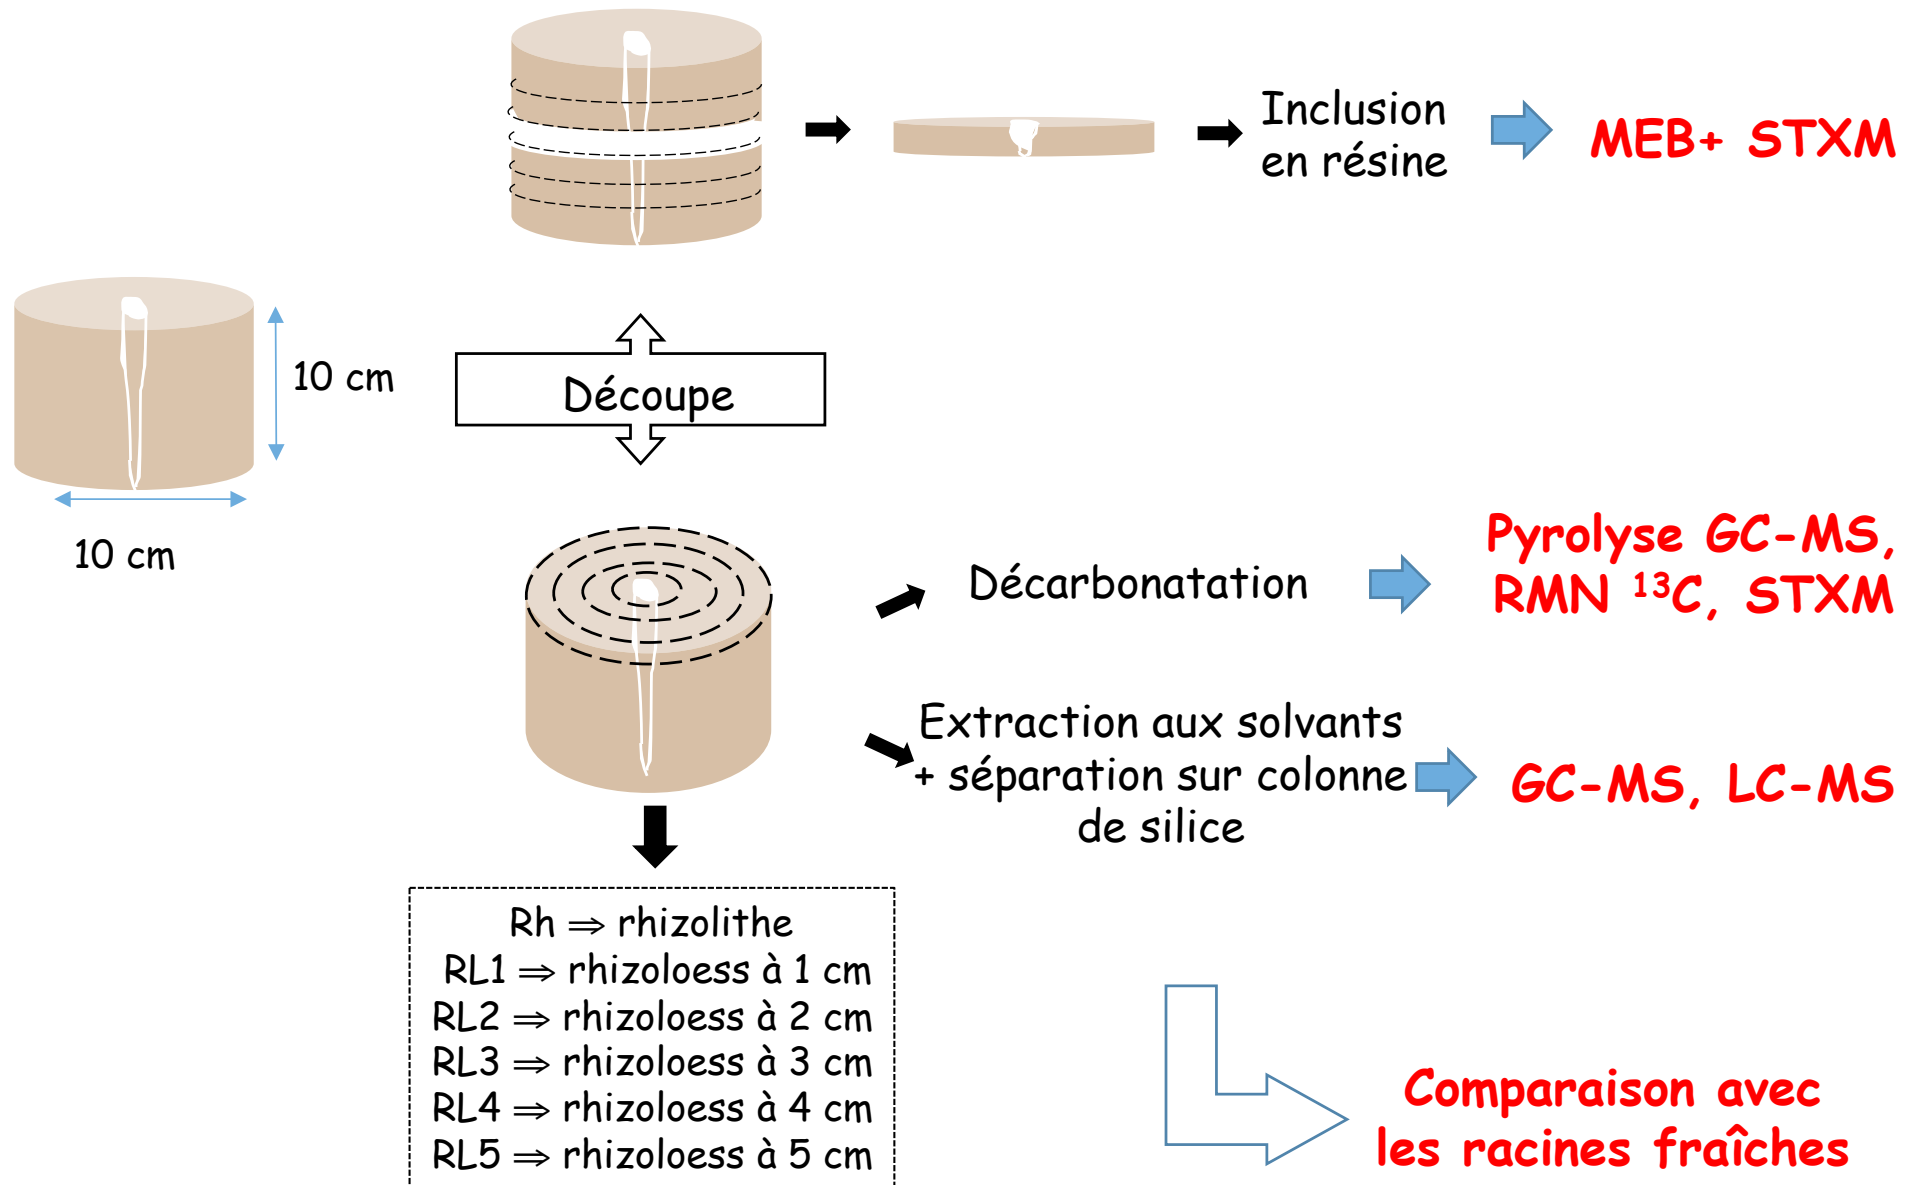 Inclusion
en résine
MEB+ STXM
10 cm
10 cm
Découpe
Décarbonatation
Pyrolyse GC-MS,
RMN ¹³C, STXM
Extraction aux solvants
+ séparation sur colonne
de silice
GC-MS, LC-MS
Rh ⇒ rhizolithe
RL1 ⇒ rhizoloess à 1 cm
RL2 ⇒ rhizoloess à 2 cm
RL3 ⇒ rhizoloess à 3 cm
RL4 ⇒ rhizoloess à 4 cm
RL5 ⇒ rhizoloess à 5 cm
Comparaison avec
les racines fraîches